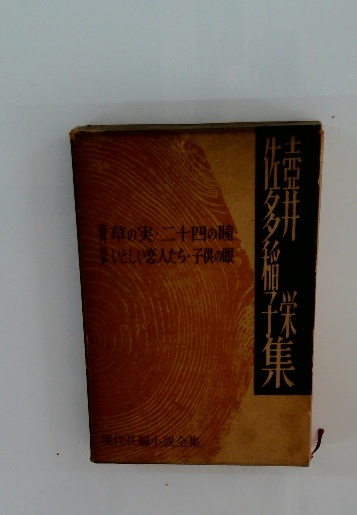 壺井栄
佐多稲子集
草の実・二十四の瞳
いとしい恋人たち・子供の眼
現代長編小説全集